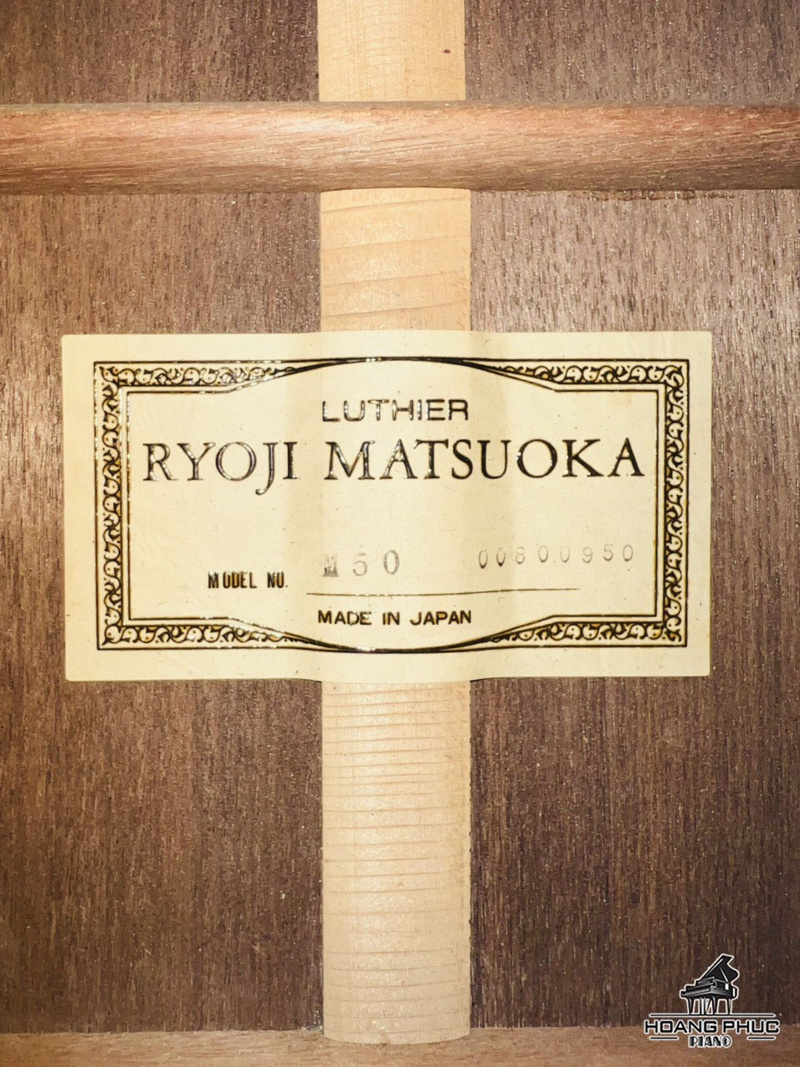 LUTHIER
RYOJI MATSUOKA
MODEL NO. M50 00800950
MADE IN JAPAN
HOANG PHUC
PIANO